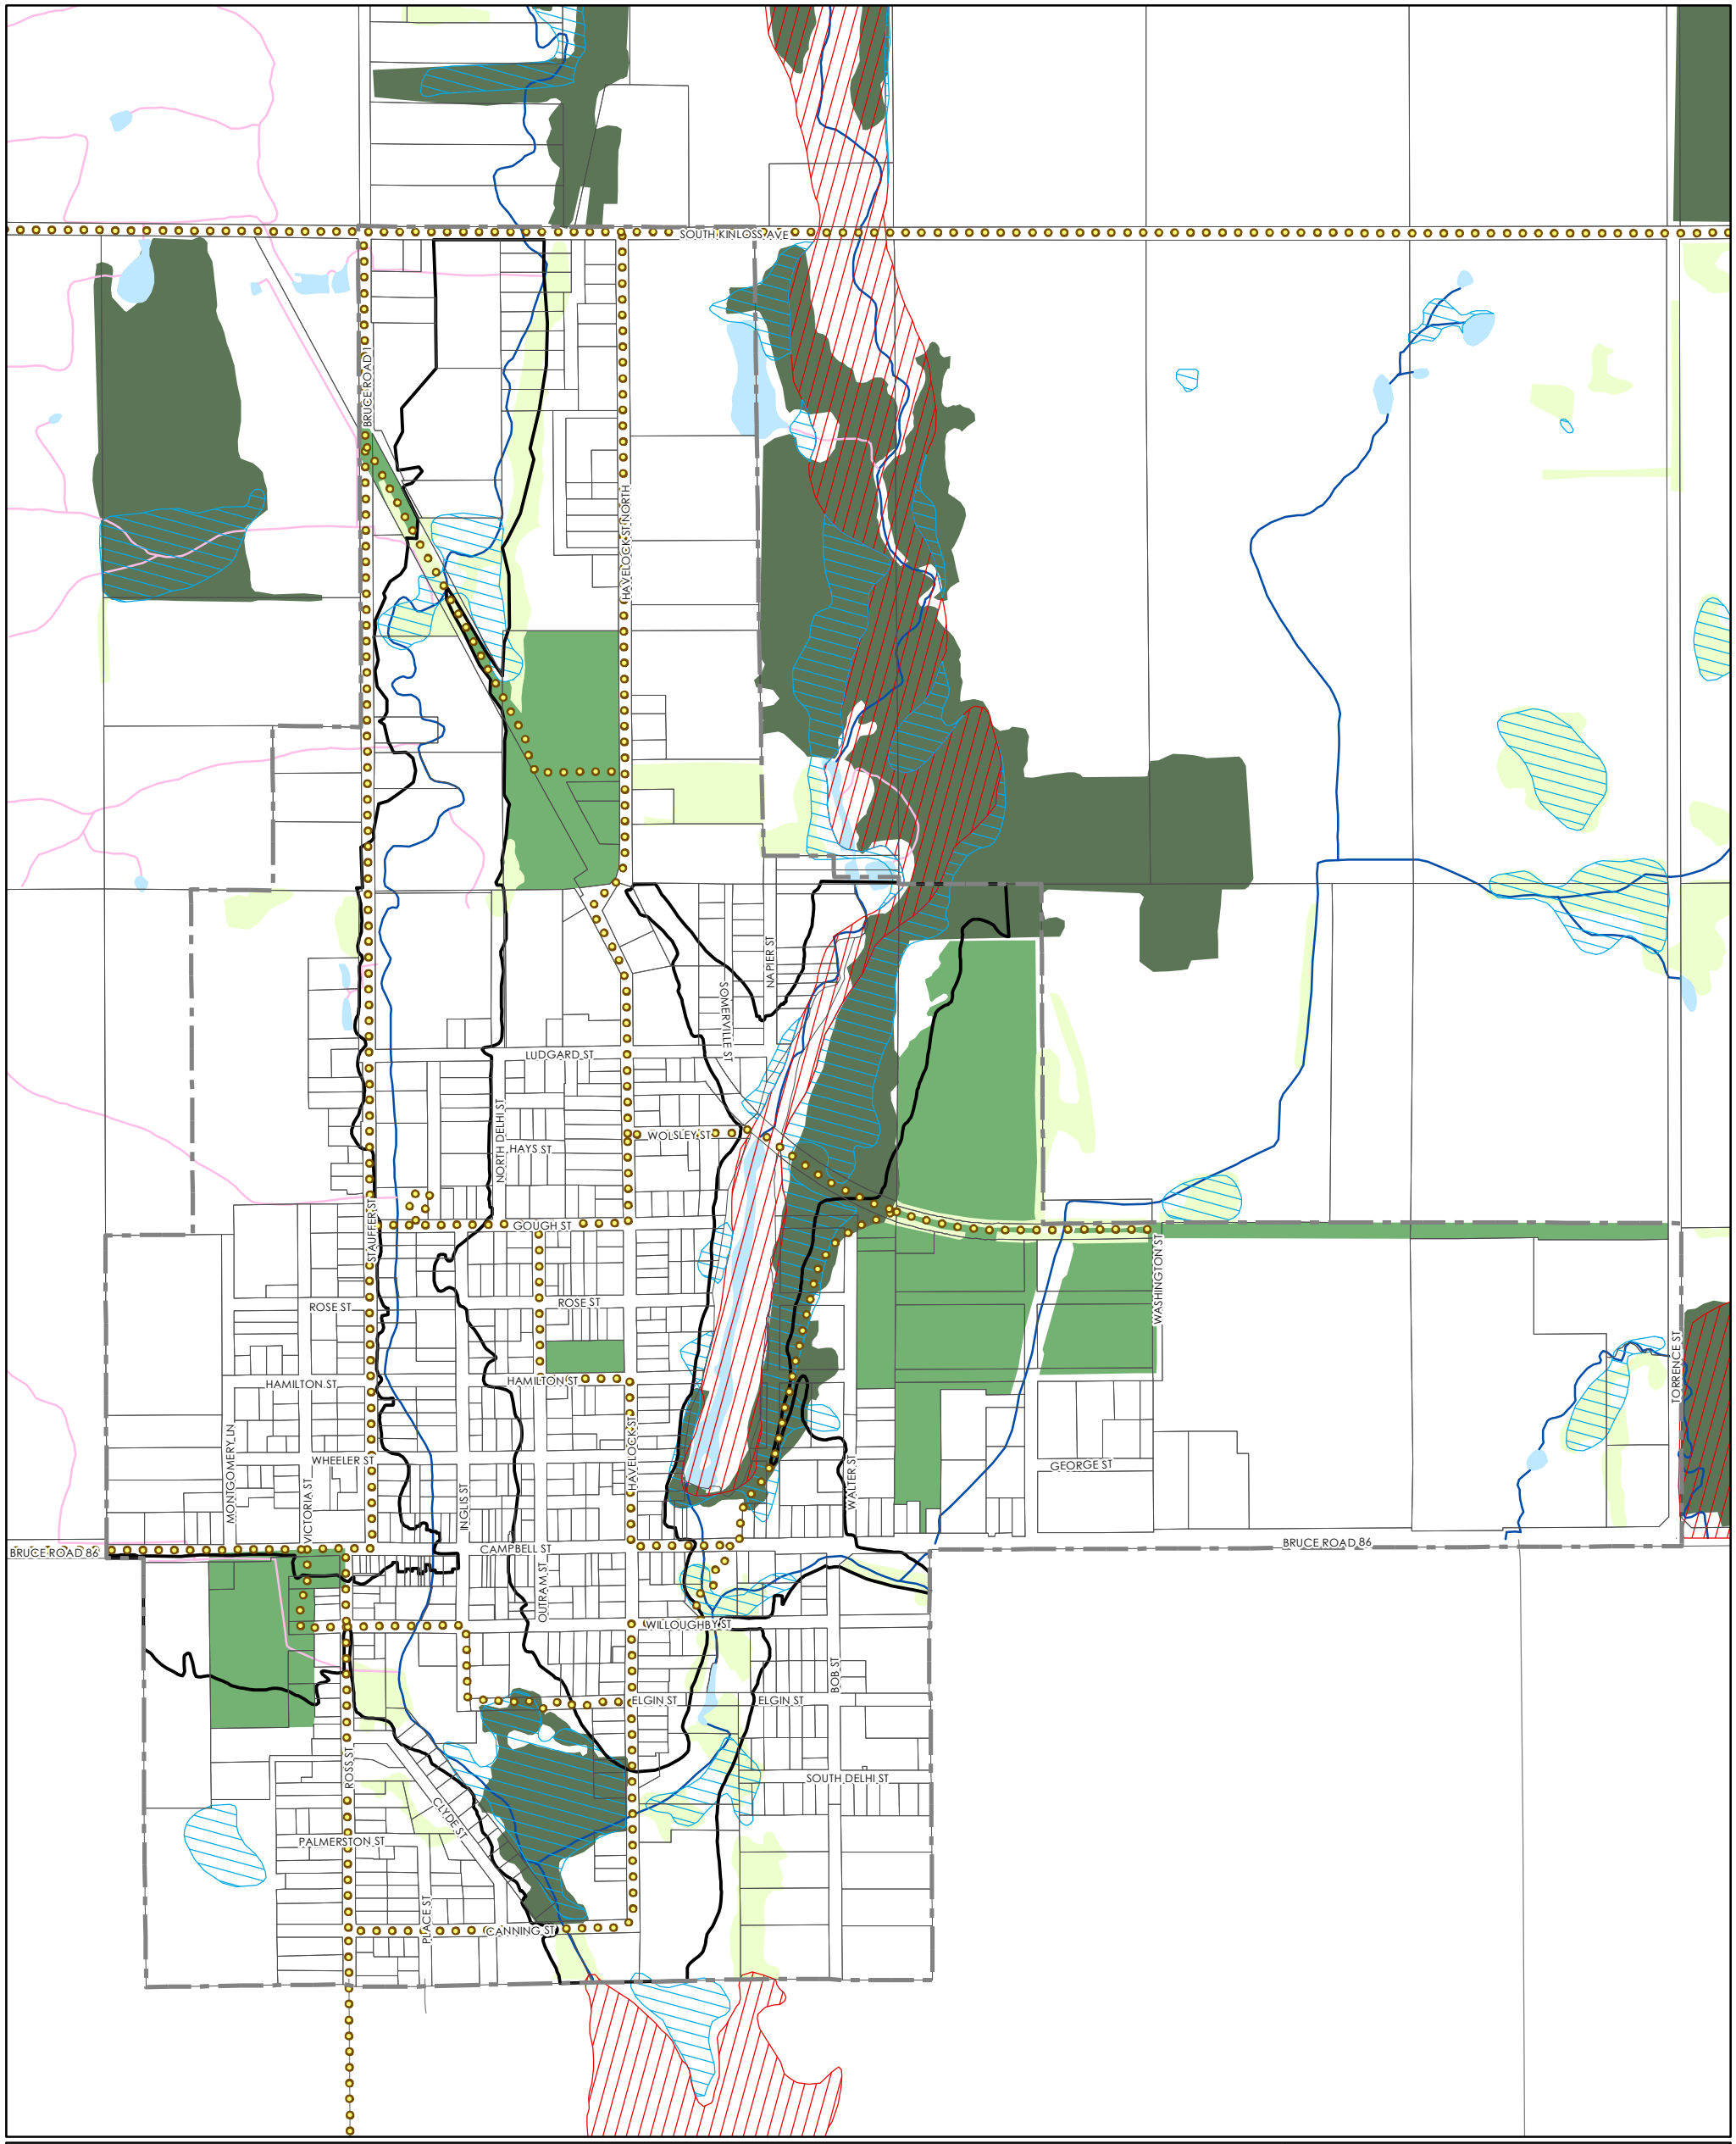 SOUTH KINLOSS AVE
BRUCE ROAD 1
HAVELOCK ST NORTH
NAPIER ST
SOMERVILLE ST
LUDGARD ST
NORTH DELHI ST
WOLSLEY ST
HAYS ST
STAUFFER ST
GOUGH ST
WASHINGTON ST
ROSE ST
ROSE ST
TORRENCE ST
HAMILTON ST
HAMILTON ST
MONTGOMERY LN
HAVELOCK ST
WHEELER ST
GEORGE ST
VICTORIA ST
INGLIS ST
WALTER ST
BRUCE ROAD 86
CAMPBELL ST
BRUCE ROAD 86
OUTRAM ST
WILLOUGHBY ST
BOB ST
ELGIN ST
ELGIN ST
ROSS ST
SOUTH DELHI ST
CLYDE ST
PALMERSTON ST
PLACE ST
CANNING ST